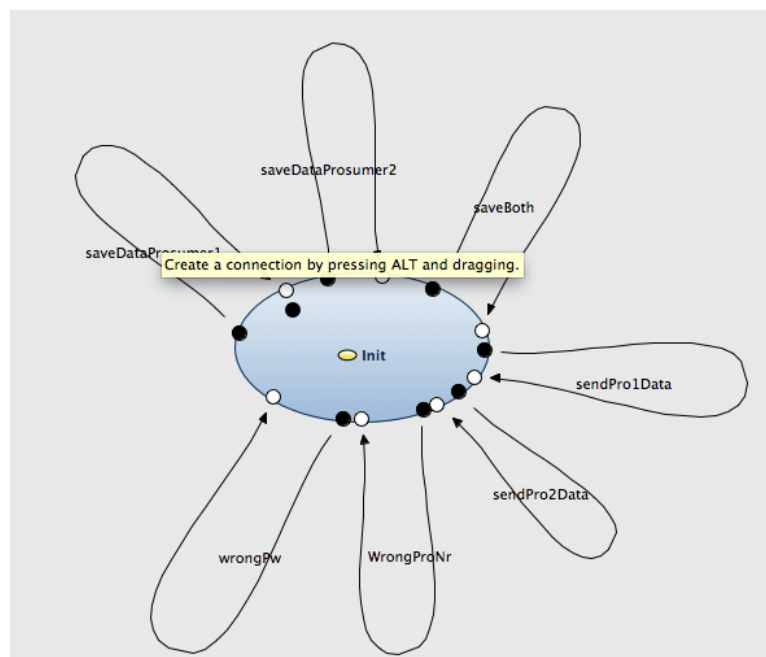 saveDataProsumer2
saveBoth
saveDataProsumer1
Create a connection by pressing ALT and dragging.
Init
sendPro1Data
sendPro2Data
wrongPw
WrongProNr